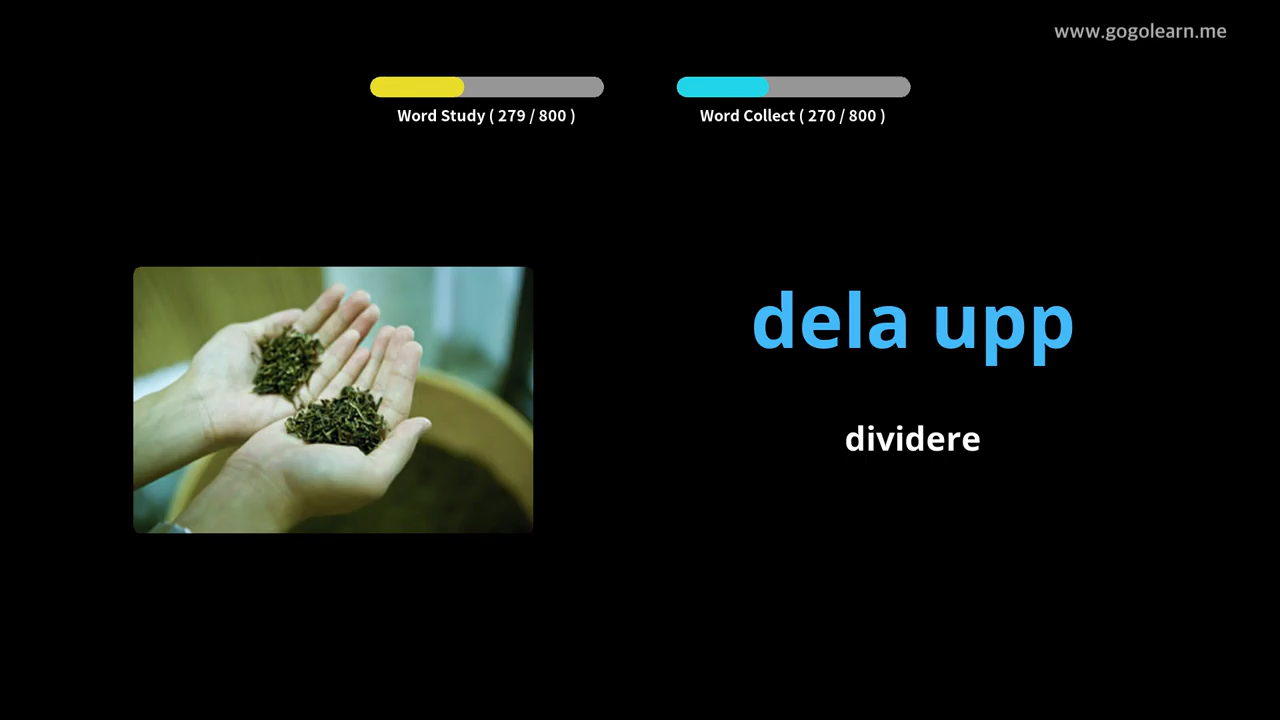 www.gogolearn.me
Word Study ( 279 / 800 )
Word Collect ( 270 / 800 )
dela upp
dividere